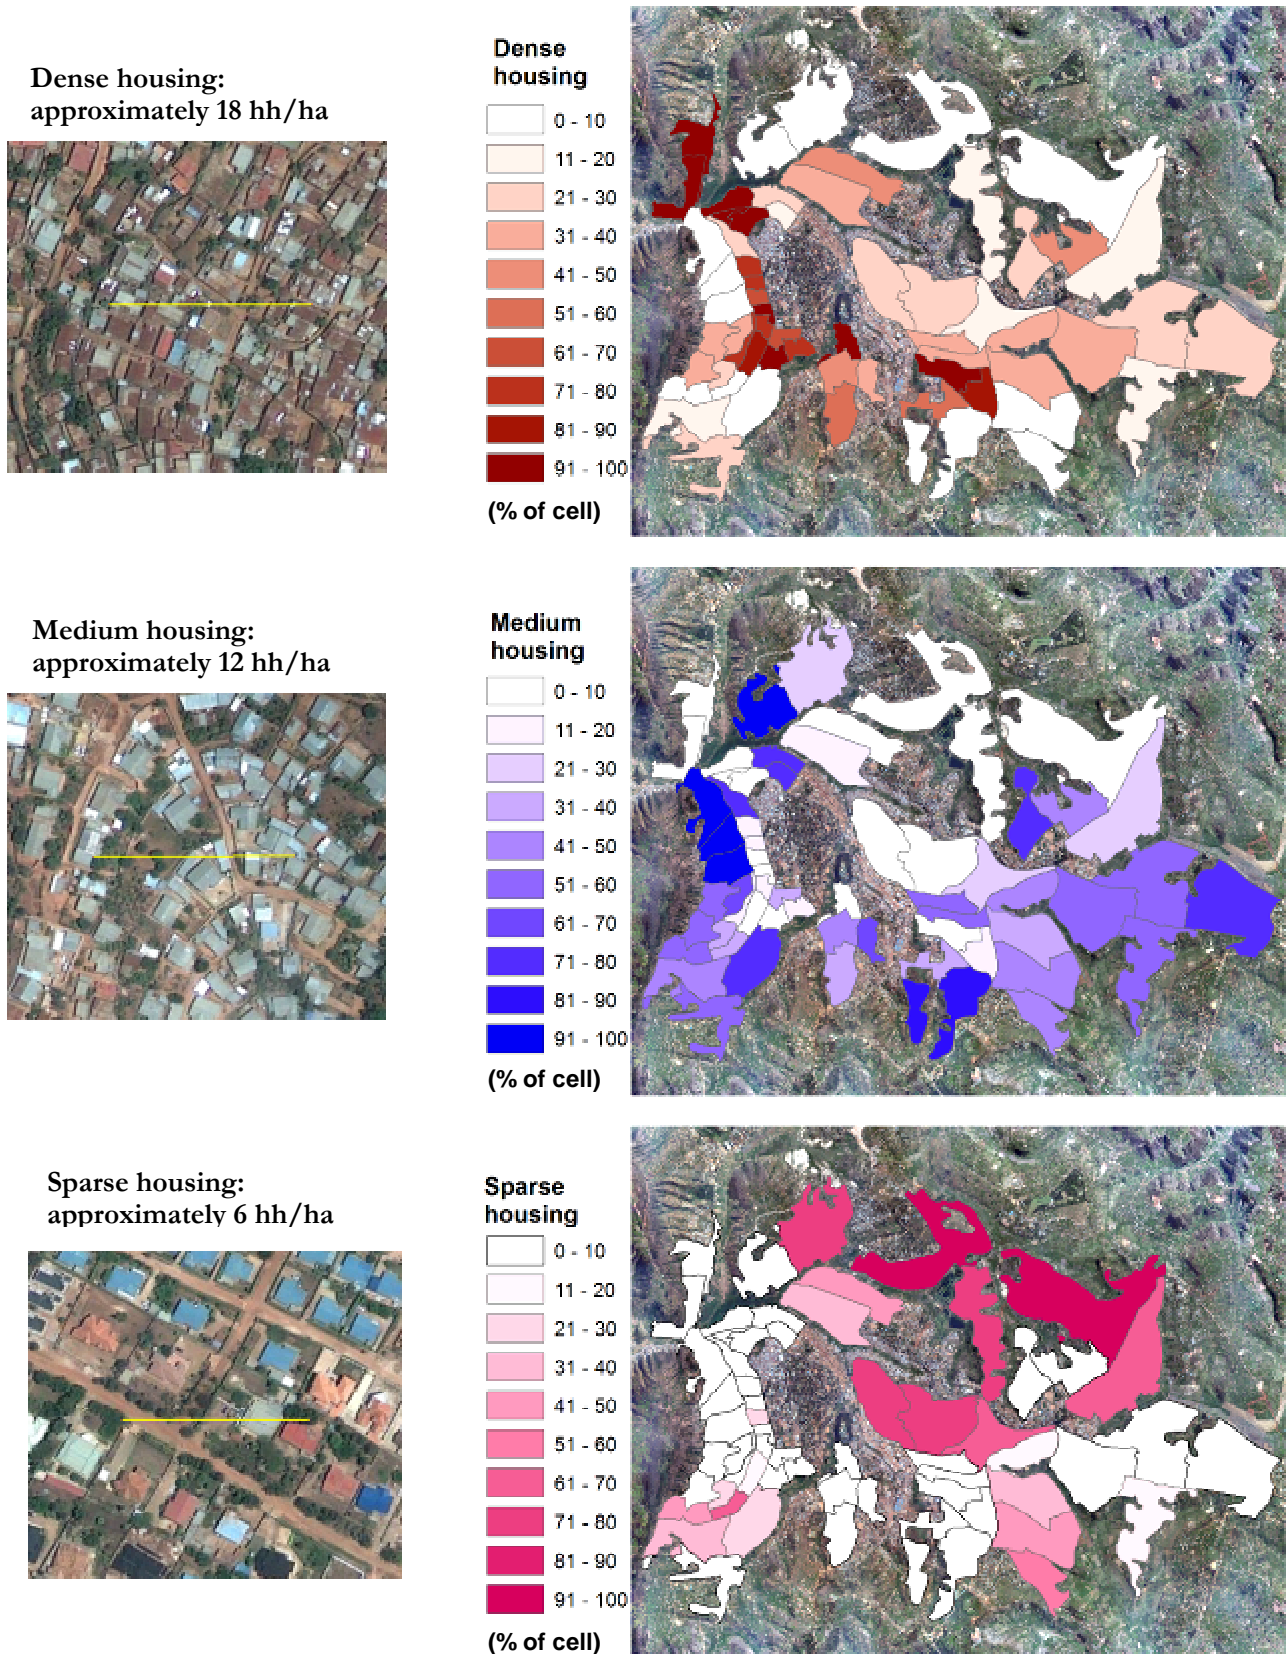 Dense housing:
approximately 18 hh/ha
Dense
housing
0 - 10
11 - 20
21 - 30
31 - 40
41 - 50
51 - 60
61 - 70
71 - 80
81 - 90
91 - 100
(% of cell)
Medium housing:
approximately 12 hh/ha
Medium
housing
0 - 10
11 - 20
21 - 30
31 - 40
41 - 50
51 - 60
61 - 70
71 - 80
81 - 90
91 - 100
(% of cell)
Sparse housing:
approximately 6 hh/ha
Sparse
housing
0 - 10
11 - 20
21 - 30
31 - 40
41 - 50
51 - 60
61 - 70
71 - 80
81 - 90
91 - 100
(% of cell)